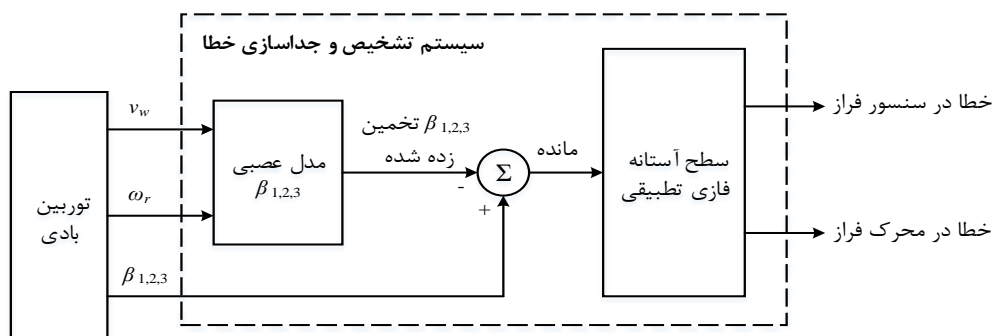 سیستم تشخیص و جداسازی خطا
توربین
بادی
v_w
ω_r
β 1,2,3
مدل عصبی
β 1,2,3
β 1,2,3 تخمین
زده شده
-
+
Σ
مانده
سطح آستانه
فازی تطبیقی
خطا در سنسور فراز
خطا در محرک فراز